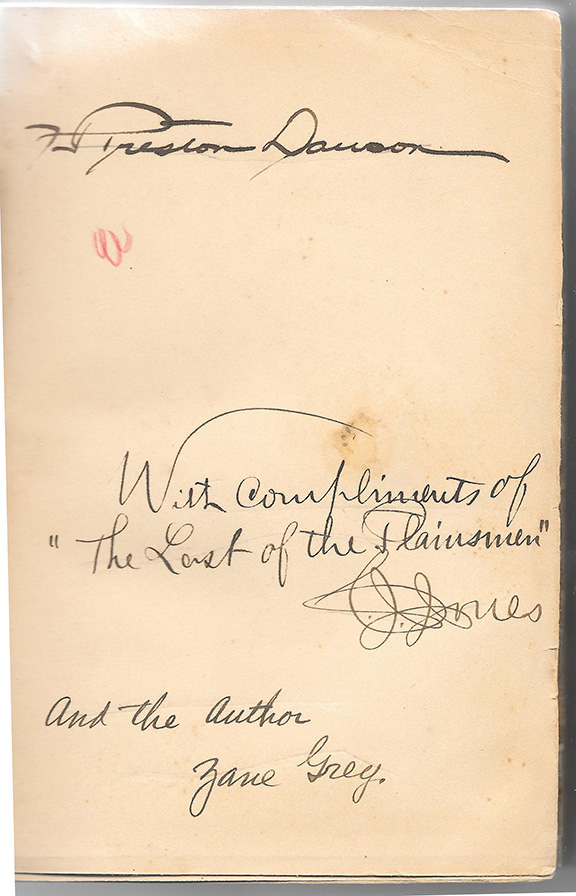 Preston Dawson
With Compliments of
"The Last of the Plainsmen"
C.J. Jones
And the Author
Zane Grey.